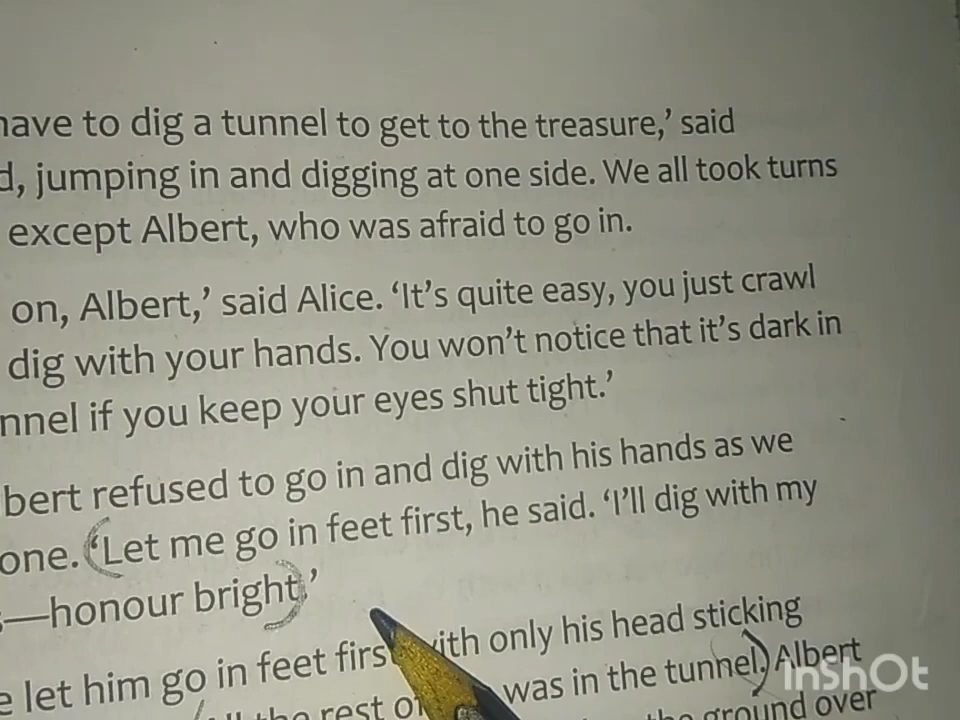 have to dig a tunnel to get to the treasure,’ said
d, jumping in and digging at one side. We all took turns
except Albert, who was afraid to go in.
on, Albert,’ said Alice. ‘It’s quite easy, you just crawl
dig with your hands. You won’t notice that it’s dark in
nnel if you keep your eyes shut tight.’
bert refused to go in and dig with his hands as we
one. ‘Let me go in feet first, he said. ‘I’ll dig with my
s—honour bright.’
e let him go in feet first with only his head sticking
the rest of was in the tunnel. Albert
the ground over
InShOt